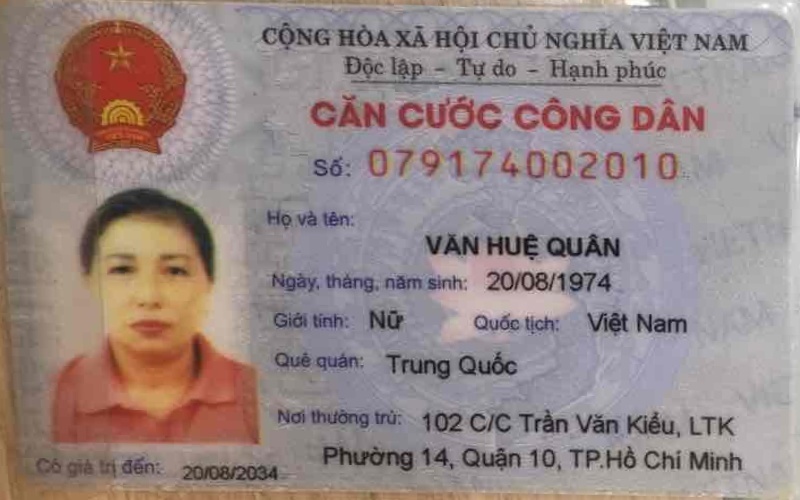 CỘNG HÒA XÃ HỘI CHỦ NGHĨA VIỆT NAM
Độc lập - Tự do - Hạnh phúc
CĂN CƯỚC CÔNG DÂN
Số: 079174002010
Họ và tên:
VĂN HUỆ QUÂN
Ngày, tháng, năm sinh: 20/08/1974
Giới tính: Nữ Quốc tịch: Việt Nam
Quê quán: Trung Quốc
Nơi thường trú: 102 C/C Trần Văn Kiểu, LTK
Phường 14, Quận 10, TP.Hồ Chí Minh
Có giá trị đến: 20/08/2034